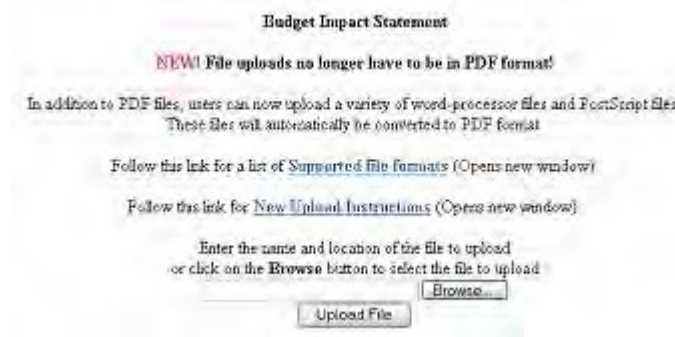 Budget Impact Statement
NEW! File uploads no longer have to be in PDF format!
In addition to PDF files, users can now upload a variety of word-processor files and PostScript files
These files will automatically be converted to PDF format
Follow this link for a list of Supported file formats (Opens new window)
Follow this link for New Upload Instructions (Opens new window)
Enter the name and location of the file to upload
or click on the Browse button to select the file to upload
Browse...
Upload File